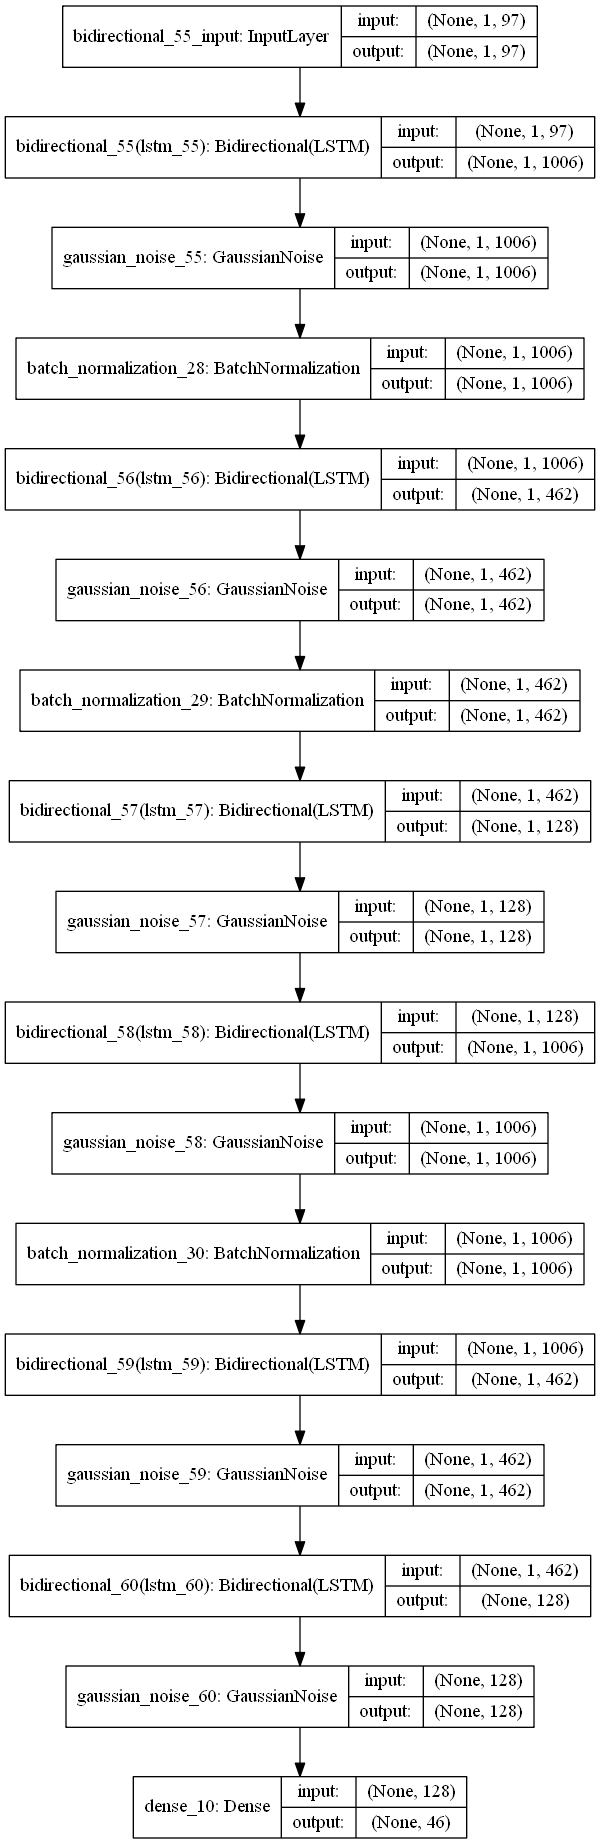 bidirectional_55_input: InputLayer
input: (None, 1, 97)
output: (None, 1, 97)
bidirectional_55(lstm_55): Bidirectional(LSTM)
input: (None, 1, 97)
output: (None, 1, 1006)
gaussian_noise_55: GaussianNoise
input: (None, 1, 1006)
output: (None, 1, 1006)
batch_normalization_28: BatchNormalization
input: (None, 1, 1006)
output: (None, 1, 1006)
bidirectional_56(lstm_56): Bidirectional(LSTM)
input: (None, 1, 1006)
output: (None, 1, 462)
gaussian_noise_56: GaussianNoise
input: (None, 1, 462)
output: (None, 1, 462)
batch_normalization_29: BatchNormalization
input: (None, 1, 462)
output: (None, 1, 462)
bidirectional_57(lstm_57): Bidirectional(LSTM)
input: (None, 1, 462)
output: (None, 1, 128)
gaussian_noise_57: GaussianNoise
input: (None, 1, 128)
output: (None, 1, 128)
bidirectional_58(lstm_58): Bidirectional(LSTM)
input: (None, 1, 128)
output: (None, 1, 1006)
gaussian_noise_58: GaussianNoise
input: (None, 1, 1006)
output: (None, 1, 1006)
batch_normalization_30: BatchNormalization
input: (None, 1, 1006)
output: (None, 1, 1006)
bidirectional_59(lstm_59): Bidirectional(LSTM)
input: (None, 1, 1006)
output: (None, 1, 462)
gaussian_noise_59: GaussianNoise
input: (None, 1, 462)
output: (None, 1, 462)
bidirectional_60(lstm_60): Bidirectional(LSTM)
input: (None, 1, 462)
output: (None, 128)
gaussian_noise_60: GaussianNoise
input: (None, 128)
output: (None, 128)
dense_10: Dense
input: (None, 128)
output: (None, 46)